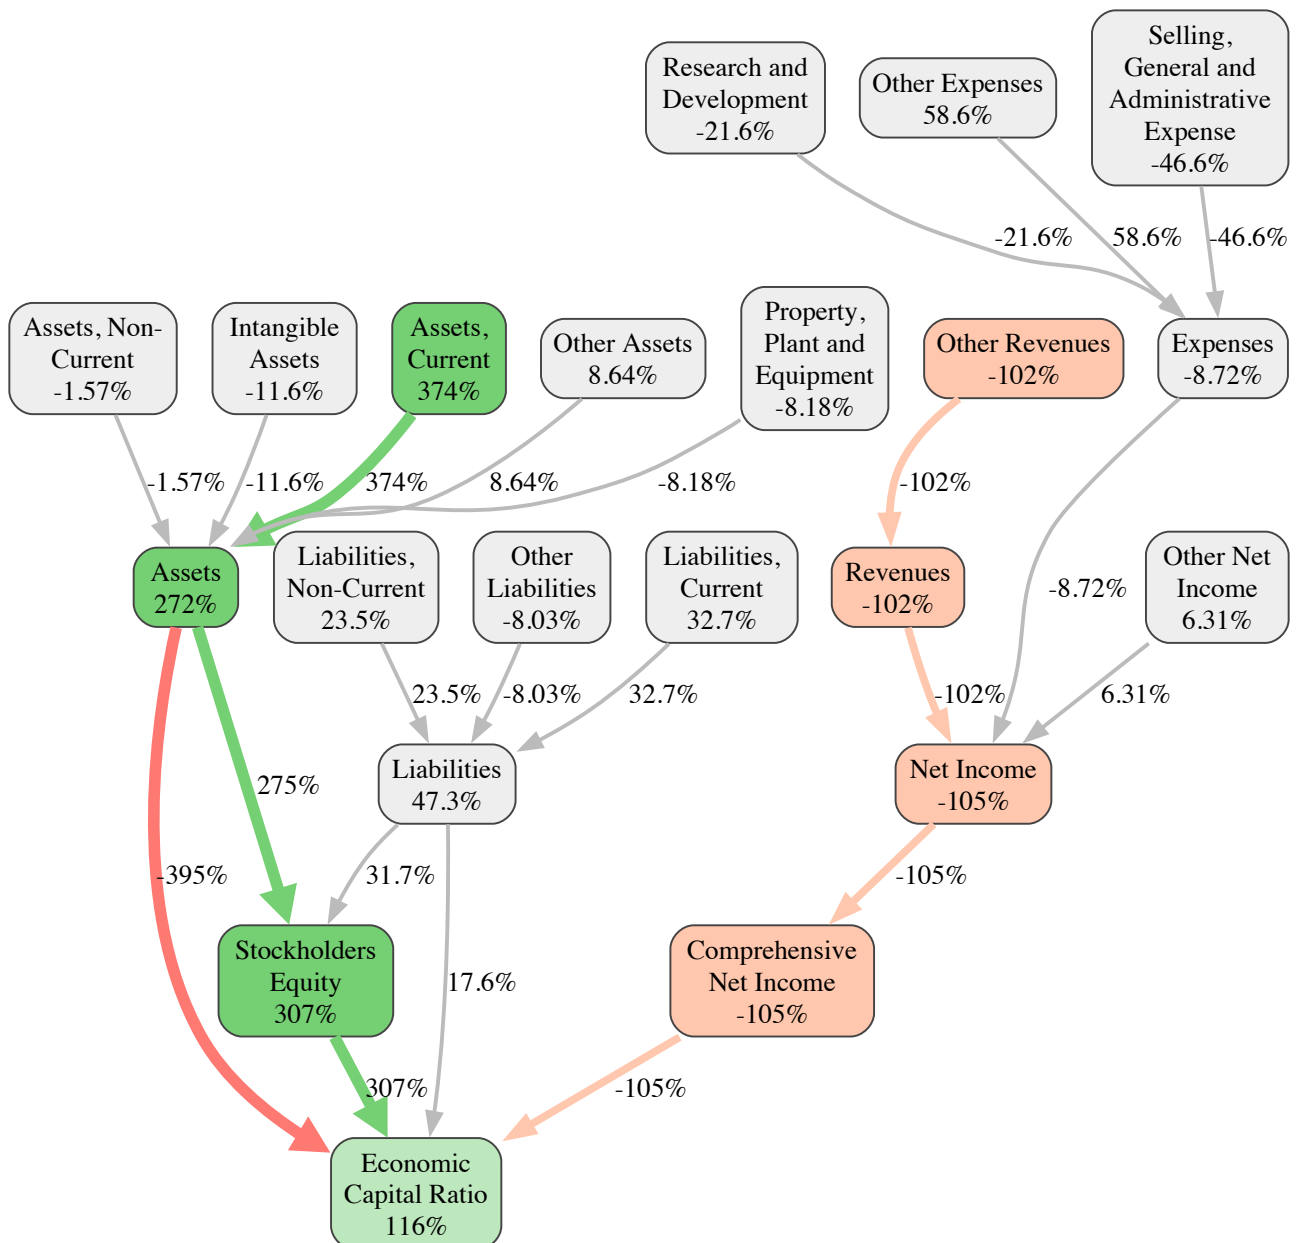 Selling,
General and
Administrative
Expense
-46.6%
Research and
Development
-21.6%
Other Expenses
58.6%
-21.6%
58.6%
-46.6%
Assets, Non-
Current
-1.57%
Intangible
Assets
-11.6%
Assets,
Current
374%
Other Assets
8.64%
Property,
Plant and
Equipment
-8.18%
Other Revenues
-102%
Expenses
-8.72%
-1.57%
-11.6%
374%
8.64%
-8.18%
-102%
Assets
272%
Liabilities,
Non-Current
23.5%
Other
Liabilities
-8.03%
Liabilities,
Current
32.7%
Revenues
-102%
-8.72%
Other Net
Income
6.31%
23.5%
-8.03%
32.7%
-102%
6.31%
275%
Liabilities
47.3%
Net Income
-105%
-395%
31.7%
-105%
Stockholders
Equity
307%
17.6%
Comprehensive
Net Income
-105%
307%
-105%
Economic
Capital Ratio
116%